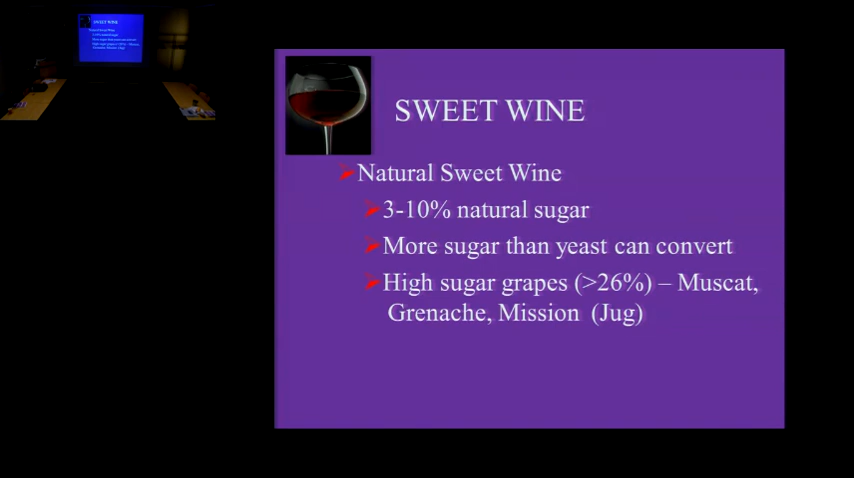 SWEET WINE
Natural Sweet Wine
3-10% natural sugar
More sugar than yeast can convert
High sugar grapes (>26%) – Muscat,
Grenache, Mission (Jug)